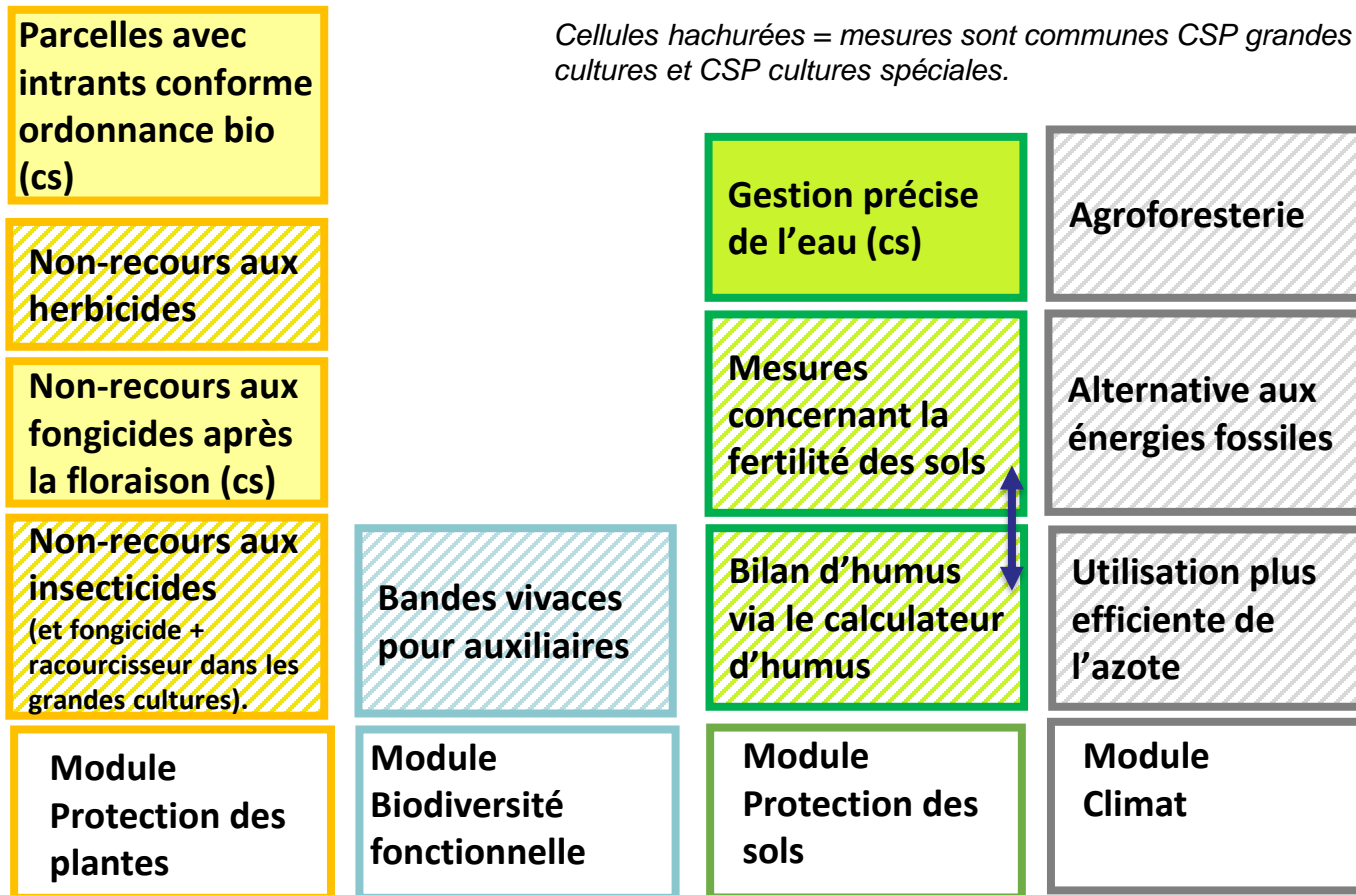 Parcelles avec
intrants conforme
ordonnance bio
(cs)
Cellules hachurées = mesures sont communes CSP grandes
cultures et CSP cultures spéciales.
Non-recours aux
herbicides
Non-recours aux
fongicides après
la floraison (cs)
Non-recours aux
insecticides
(et fongicide +
racourcisseur dans les
grandes cultures).
Module
Protection des
plantes
Bandes vivaces
pour auxiliaires
Module
Biodiversité
fonctionnelle
Gestion précise
de l’eau (cs)
Mesures
concernant la
fertilité des sols
Bilan d’humus
via le calculateur
d’humus
Module
Protection des
sols
Agroforesterie
Alternative aux
énergies fossiles
Utilisation plus
efficiente de
l’azote
Module
Climat